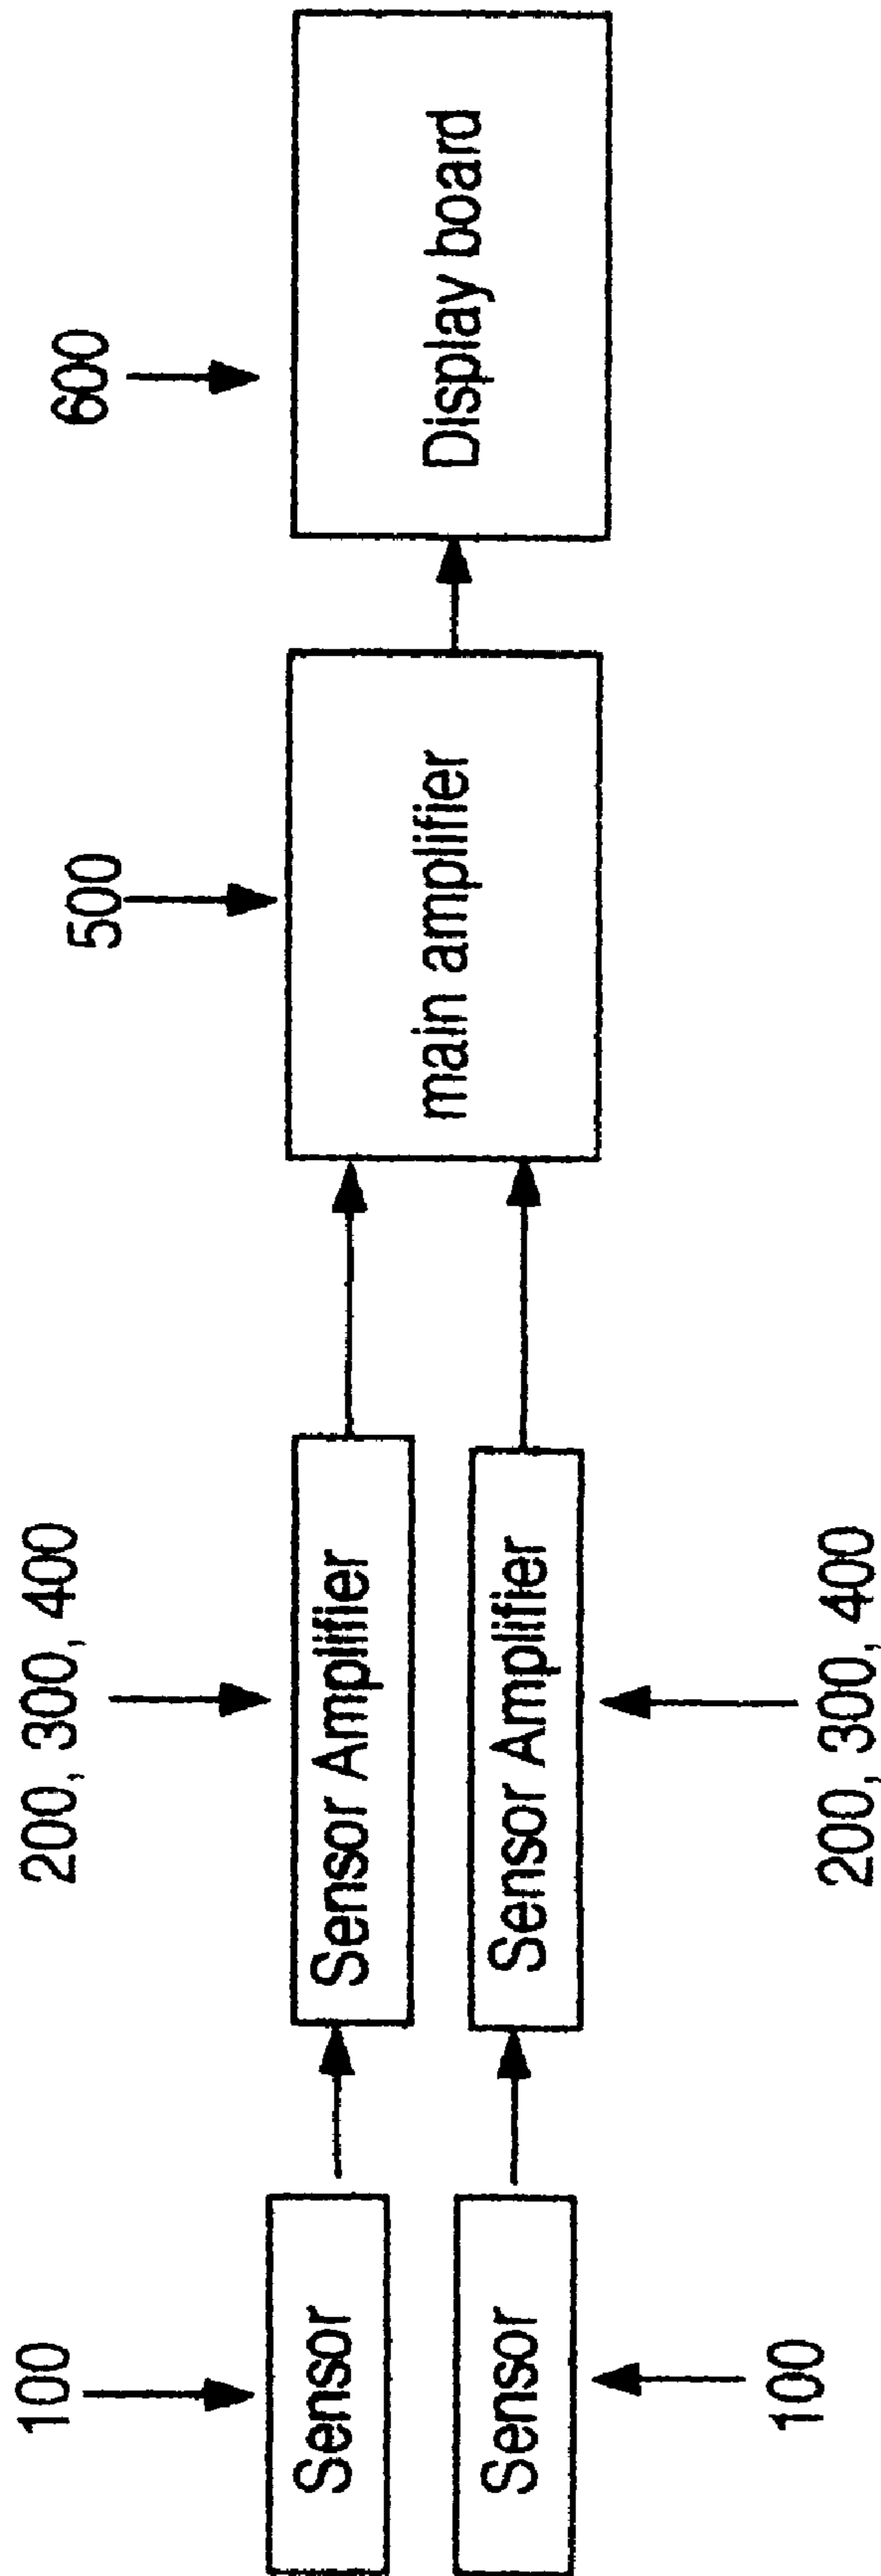 100
200, 300, 400
500
600
Sensor
Sensor Amplifier
main amplifier
Display board
Sensor
Sensor Amplifier
100
200, 300, 400